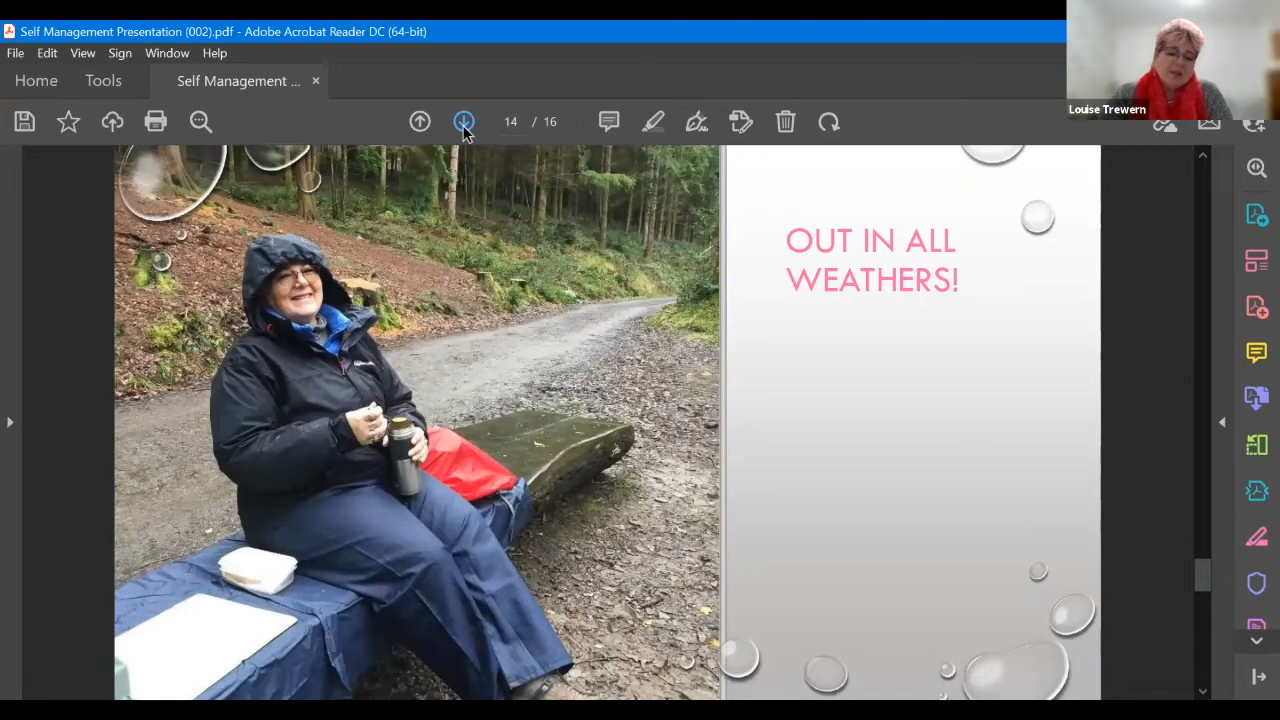 Self Management Presentation (002).pdf - Adobe Acrobat Reader DC (64-bit)
File Edit View Sign Window Help
Home Tools Self Management ... ×
14 / 16
Louise Trewern
OUT IN ALL
WEATHERS!